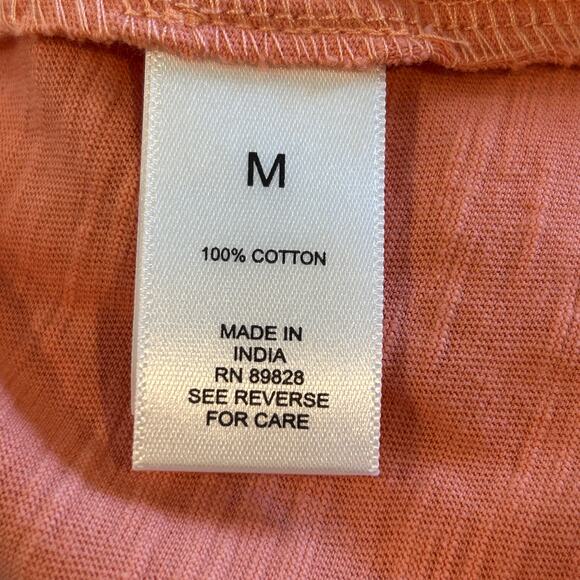 M
100% COTTON
MADE IN
INDIA
RN 89828
SEE REVERSE
FOR CARE